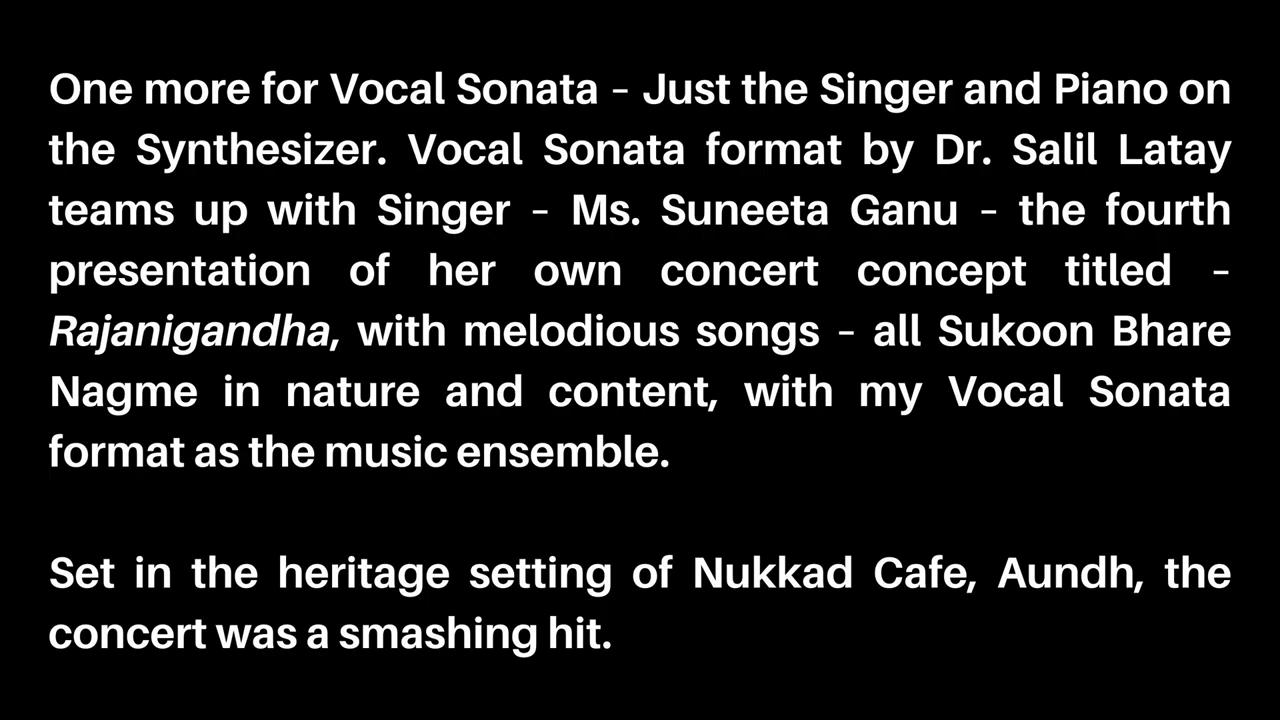 One more for Vocal Sonata – Just the Singer and Piano on
the Synthesizer. Vocal Sonata format by Dr. Salil Latay
teams up with Singer – Ms. Suneeta Ganu – the fourth
presentation of her own concert concept titled –
Rajanigandha, with melodious songs – all Sukoon Bhare
Nagme in nature and content, with my Vocal Sonata
format as the music ensemble.
Set in the heritage setting of Nukkad Cafe, Aundh, the
concert was a smashing hit.